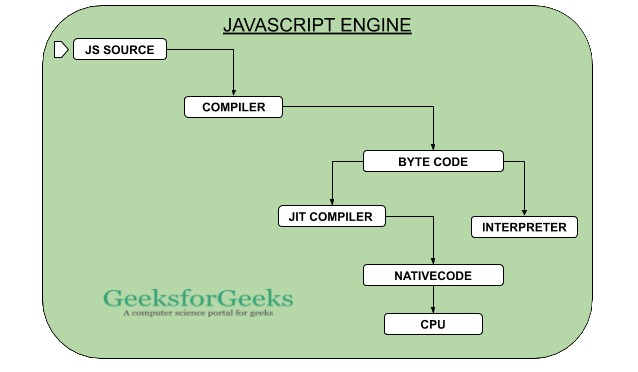 JAVASCRIPT ENGINE
JS SOURCE
COMPILER
BYTE CODE
JIT COMPILER
INTERPRETER
NATIVECODE
GeeksforGeeks
A computer science portal for geeks
CPU